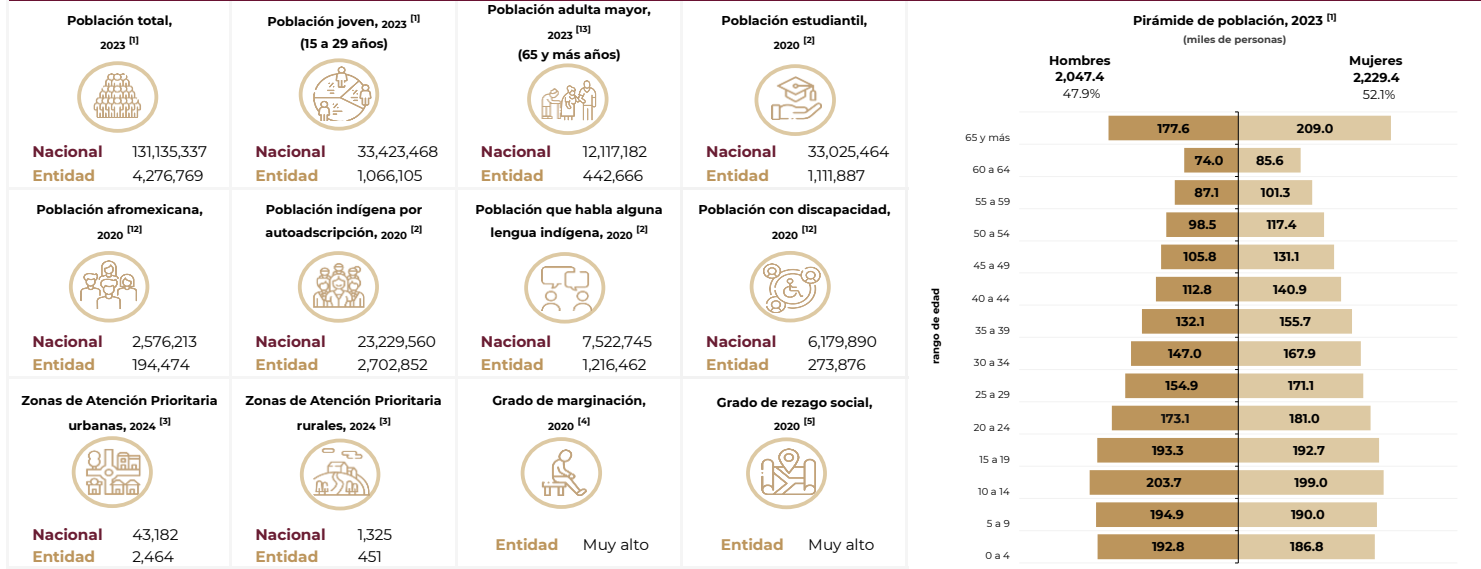 Población total,
2023 [1]
Nacional 131,135,337
Entidad 4,276,769
Población joven, 2023 [1]
(15 a 29 años)
Nacional 33,423,468
Entidad 1,066,105
Población adulta mayor,
2023 [13]
(65 y más años)
Nacional 12,117,182
Entidad 442,666
Población estudiantil,
2020 [2]
Nacional 33,025,464
Entidad 1,111,887
Población afromexicana,
2020 [12]
Nacional 2,576,213
Entidad 194,474
Población indígena por
autoadscripción, 2020 [2]
Nacional 23,229,560
Entidad 2,702,852
Población que habla alguna
lengua indígena, 2020 [2]
Nacional 7,522,745
Entidad 1,216,462
Población con discapacidad,
2020 [12]
Nacional 6,179,890
Entidad 273,876
Zonas de Atención Prioritaria
urbanas, 2024 [3]
Nacional 43,182
Entidad 2,464
Zonas de Atención Prioritaria
rurales, 2024 [3]
Nacional 1,325
Entidad 451
Grado de marginación,
2020 [4]
Entidad Muy alto
Grado de rezago social,
2020 [5]
Entidad Muy alto
Pirámide de población, 2023 [1]
(miles de personas)
Hombres
2,047.4
47.9%
Mujeres
2,229.4
52.1%
rango de edad
65 y más 177.6 209.0
60 a 64 74.0 85.6
55 a 59 87.1 101.3
50 a 54 98.5 117.4
45 a 49 105.8 131.1
40 a 44 112.8 140.9
35 a 39 132.1 155.7
30 a 34 147.0 167.9
25 a 29 154.9 171.1
20 a 24 173.1 181.0
15 a 19 193.3 192.7
10 a 14 203.7 199.0
5 a 9 194.9 190.0
0 a 4 192.8 186.8